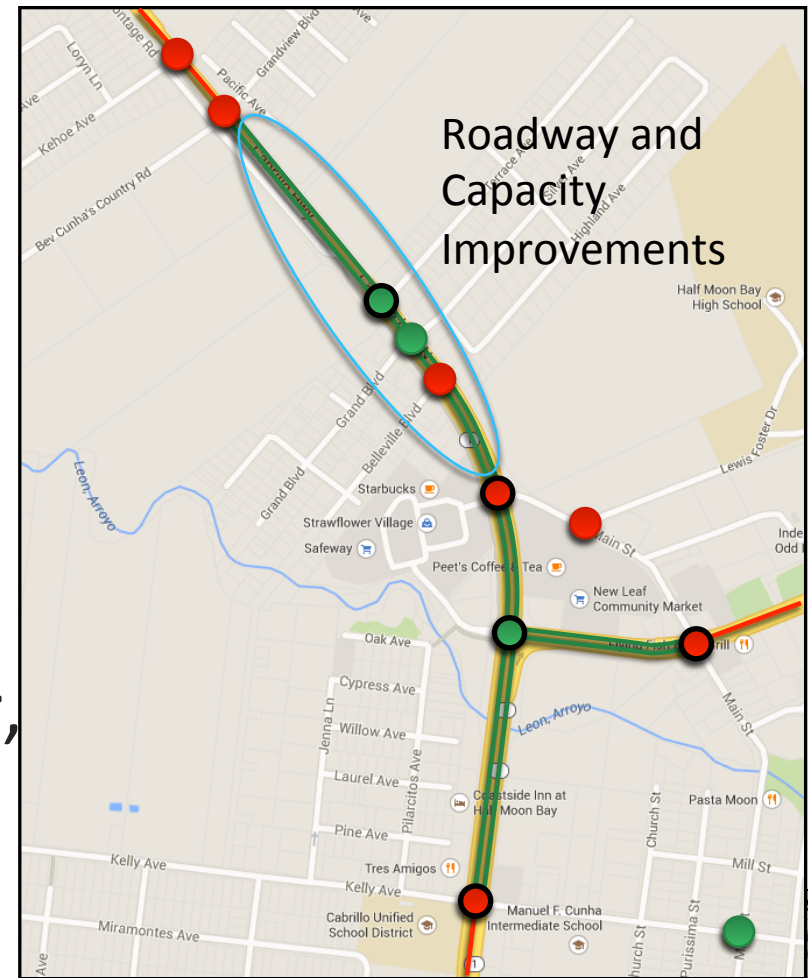 Roadway and
Capacity
Improvements
Loryn Ln
Grandview Blvd
Pacific Ave
Ave
Kehoe Ave
Bev Cunha's Country Rd
Terrace Ave
Silver Ave
Highland Ave
Half Moon Bay
High School
Grand Blvd
Belleville Blvd
1
Lewis Foster Dr
Grand Blvd
Leon, Arroyo
Starbucks
Strawflower Village
Safeway
Main St
Peet's Coffee & Tea
New Leaf
Community Market
Oak Ave
Cypress Ave
Leon, Arroyo
Jenna Ln
Willow Ave
,
Main St
Laurel Ave
Pilarcitos Ave
Coastside Inn at
Half Moon Bay
Pasta Moon
Church St
Pine Ave
Kelly Ave
Tres Amigos
Mill St
Kelly Ave
Cabrillo Unified
School District
Manuel F. Cunha
Intermediate School
Miramontes Ave
Purissima St
Ave
1